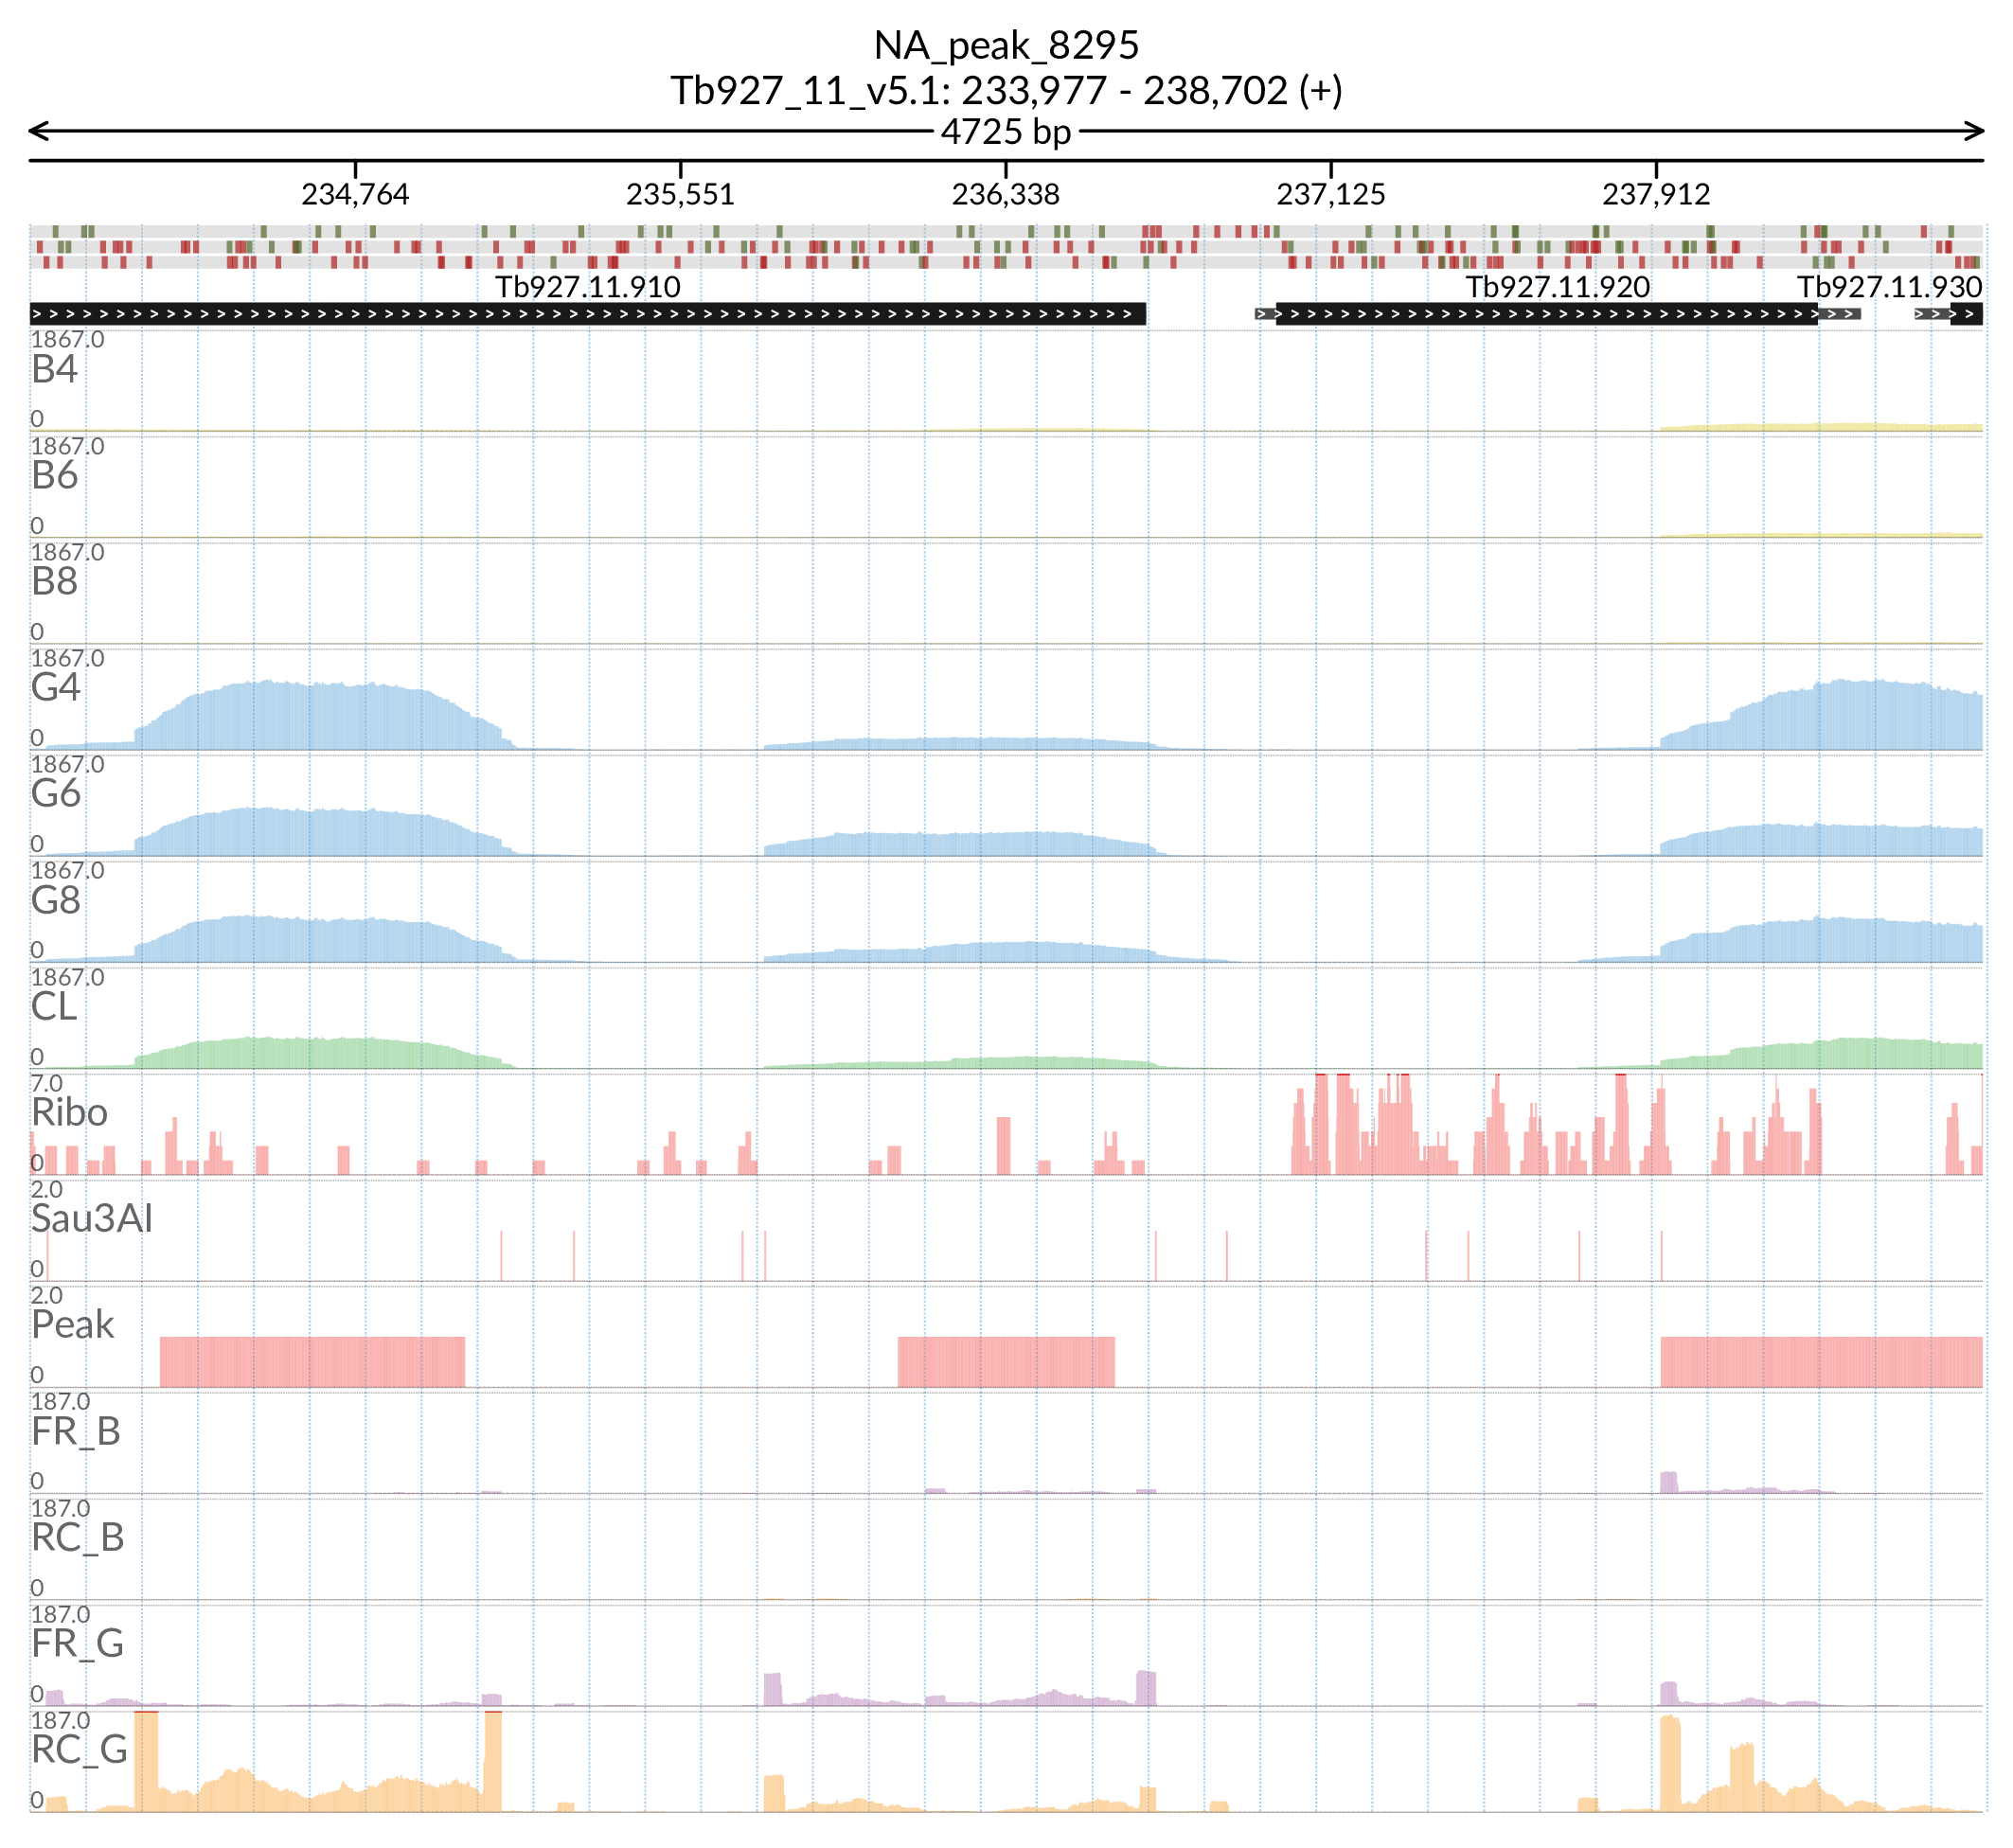 NA_peak_8295
Tb927_11_v5.1: 233,977 - 238,702 (+)
4725 bp
234,764 235,551 236,338 237,125 237,912
Tb927.11.910 Tb927.11.920 Tb927.11.930
1867.0
B4
0
1867.0
B6
0
1867.0
B8
0
1867.0
G4
0
1867.0
G6
0
1867.0
G8
0
1867.0
CL
0
7.0
Ribo
0
2.0
Sau3AI
0
2.0
Peak
0
187.0
FR_B
0
187.0
RC_B
0
187.0
FR_G
0
187.0
RC_G
0